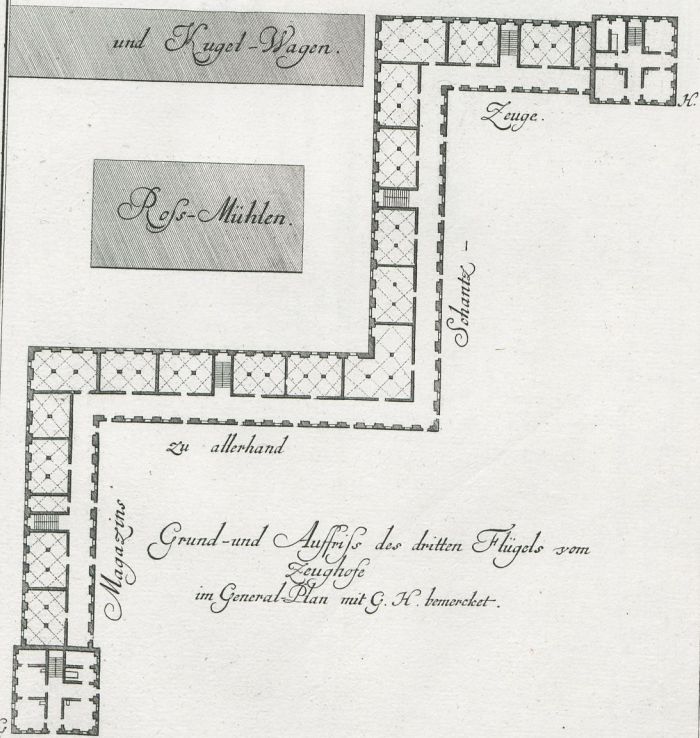 und Kugel-Wagen.
Roſs-Mühlen.
Magazins
zu allerhand
Schantz-
Zeuge.
H.
Grund-und Auffriſs des dritten Flügels vom
Zeughofe
im General-Plan mit G. H. bemercket.
G